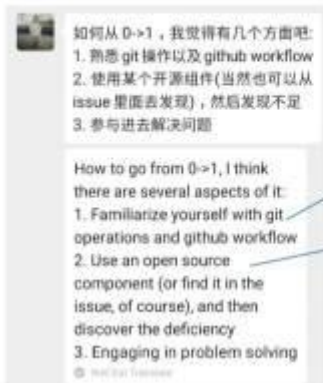 如何从 0->1，我觉得有几个方面吧:
1. 熟悉 git 操作以及 github workflow
2. 使用某个开源组件(当然也可以从
issue 里面去发现)，然后发现不足
3. 参与进去解决问题
How to go from 0->1, I think
there are several aspects of it:
1. Familiarize yourself with git
operations and github workflow
2. Use an open source
component (or find it in the
issue, of course), and then
discover the deficiency
3. Engaging in problem solving